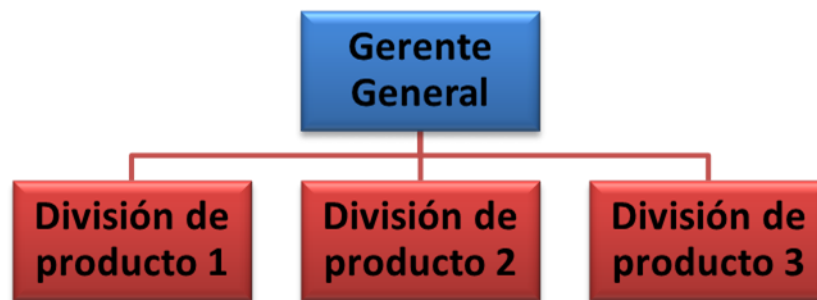 Gerente
General
División de
producto 1
División de
producto 2
División de
producto 3